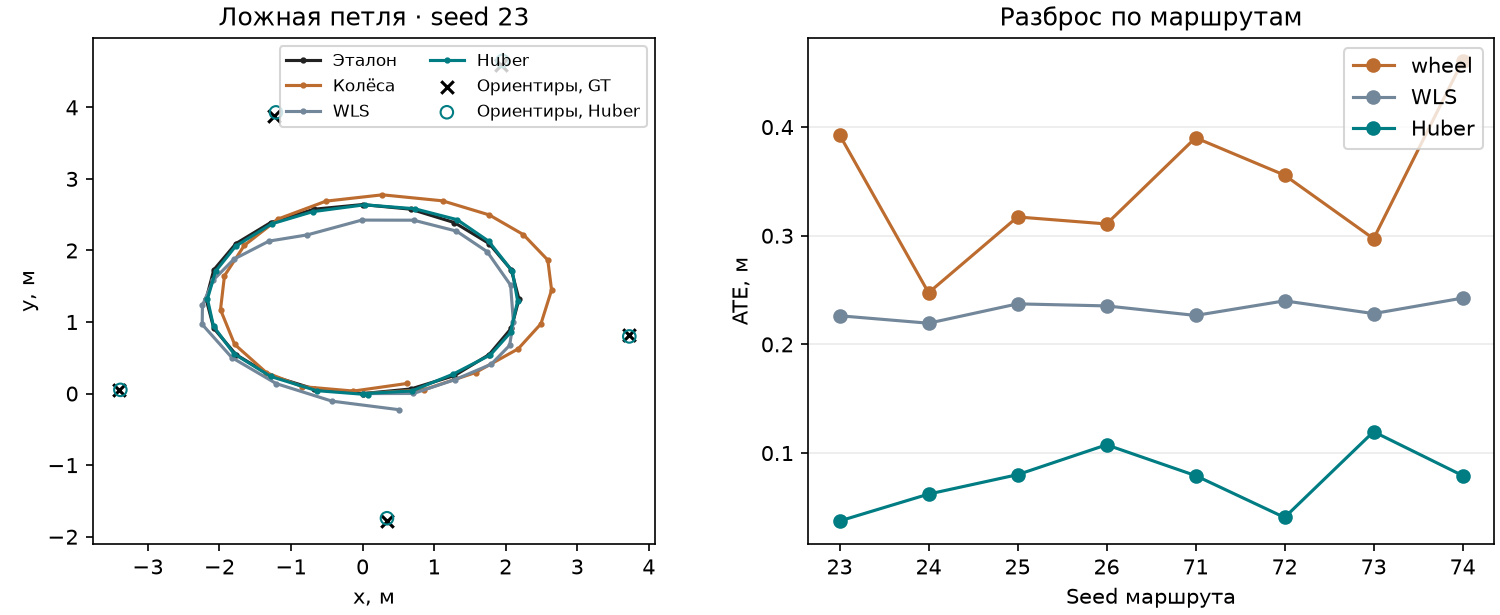 Ложная петля · seed 23
Эталон
Колёса
WLS
Huber
Ориентиры, GT
Ориентиры, Huber
4
3
2
1
0
−1
−2
y, м
−3
−2
−1
0
1
2
3
4
x, м
Разброс по маршрутам
wheel
WLS
Huber
0.4
0.3
0.2
0.1
ATE, м
23
24
25
26
71
72
73
74
Seed маршрута